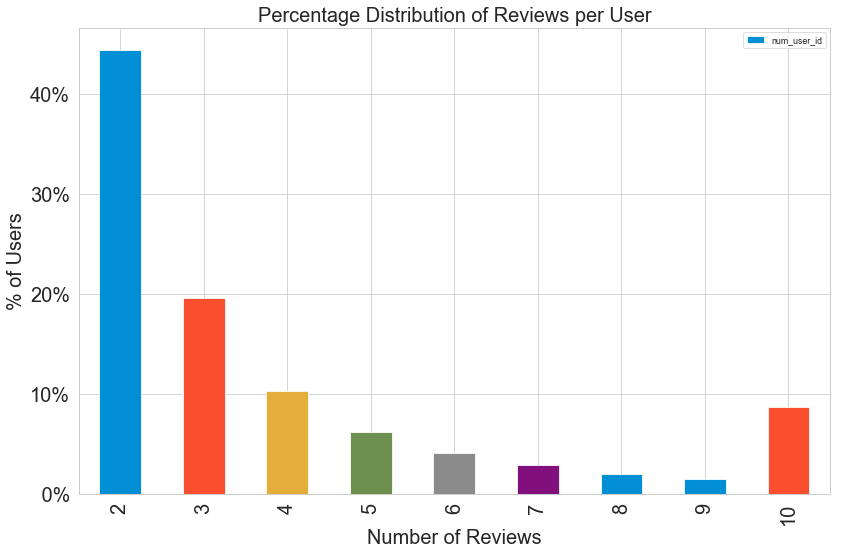 Percentage Distribution of Reviews per User
num_user_id
% of Users
40%
30%
20%
10%
0%
2 3 4 5 6 7 8 9 10
Number of Reviews